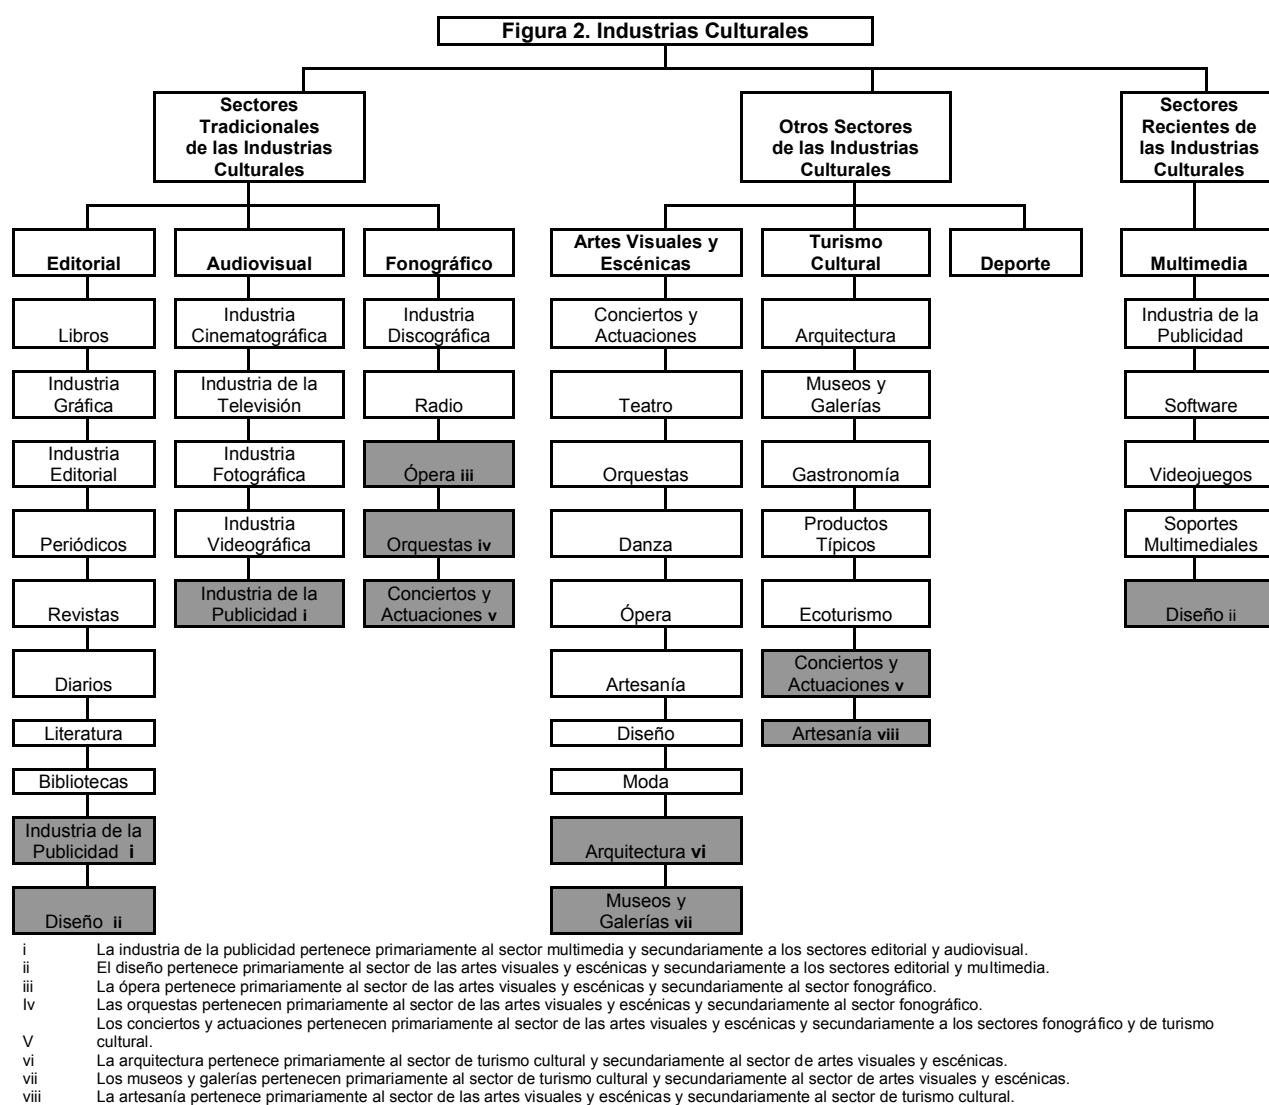 Figura 2. Industrias Culturales
Sectores
Tradicionales
de las Industrias
Culturales
Otros Sectores
de las Industrias
Culturales
Sectores
Recientes de
las Industrias
Culturales
Editorial
Audiovisual
Fonográfico
Artes Visuales y
Escénicas
Turismo
Cultural
Deporte
Multimedia
Libros
Industria
Gráfica
Industria
Editorial
Periódicos
Revistas
Diarios
Literatura
Bibliotecas
Industria de la
Publicidad i
Diseño ii
Industria
Cinematográfica
Industria de la
Televisión
Industria
Fotográfica
Industria
Videográfica
Industria de la
Publicidad i
Industria
Discográfica
Radio
Ópera iii
Orquestas iv
Conciertos y
Actuaciones v
Conciertos y
Actuaciones
Teatro
Orquestas
Danza
Ópera
Artesanía
Diseño
Moda
Arquitectura vi
Museos y
Galerías vii
Arquitectura
Museos y
Galerías
Gastronomía
Productos
Típicos
Ecoturismo
Conciertos y
Actuaciones v
Artesanía viii
Industria de la
Publicidad
Software
Videojuegos
Soportes
Multimediales
Diseño ii
i La industria de la publicidad pertenece primariamente al sector multimedia y secundariamente a los sectores editorial y audiovisual.
ii El diseño pertenece primariamente al sector de las artes visuales y escénicas y secundariamente a los sectores editorial y multimedia.
iii La ópera pertenece primariamente al sector de las artes visuales y escénicas y secundariamente al sector fonográfico.
Iv Las orquestas pertenecen primariamente al sector de las artes visuales y escénicas y secundariamente al sector fonográfico.
Los conciertos y actuaciones pertenecen primariamente al sector de las artes visuales y escénicas y secundariamente a los sectores fonográfico y de turismo
V cultural.
vi La arquitectura pertenece primariamente al sector de turismo cultural y secundariamente al sector de artes visuales y escénicas.
vii Los museos y galerías pertenecen primariamente al sector de turismo cultural y secundariamente al sector de artes visuales y escénicas.
viii La artesanía pertenece primariamente al sector de las artes visuales y escénicas y secundariamente al sector de turismo cultural.